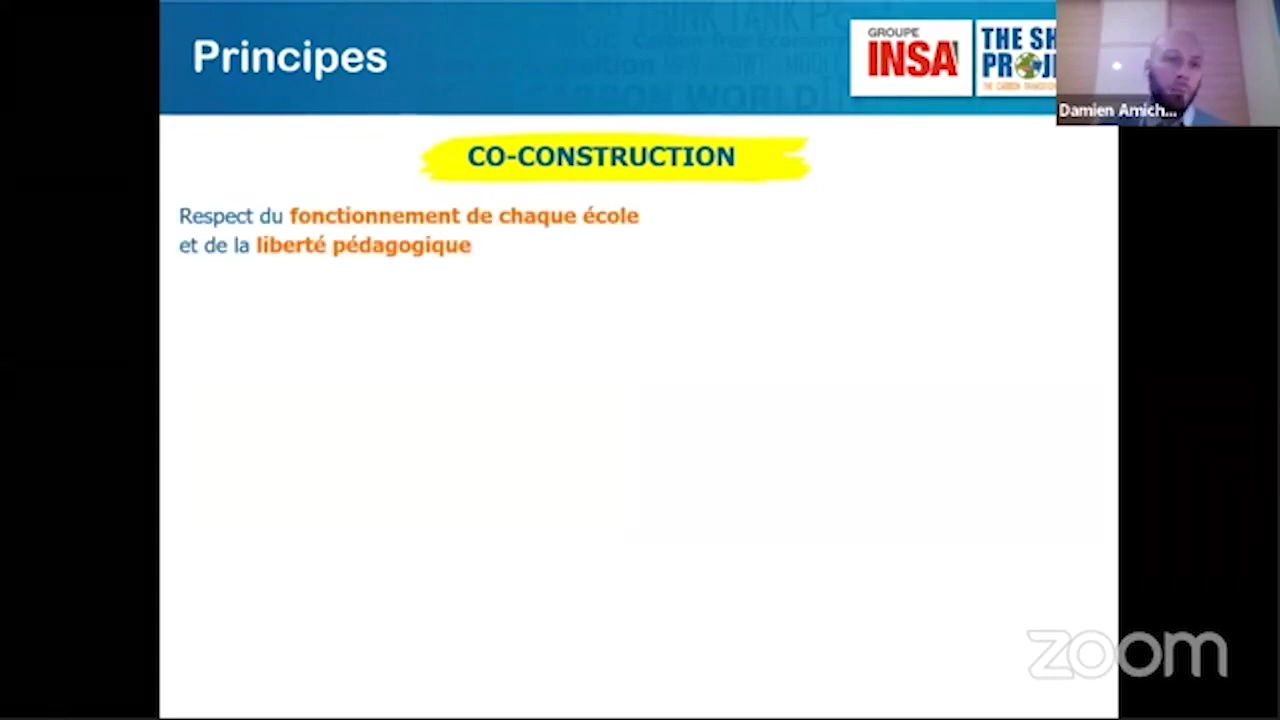 Principes
GROUPE
INSA
THE SH
PROJE
Damien Amich...
CO-CONSTRUCTION
Respect du fonctionnement de chaque école
et de la liberté pédagogique
zoom